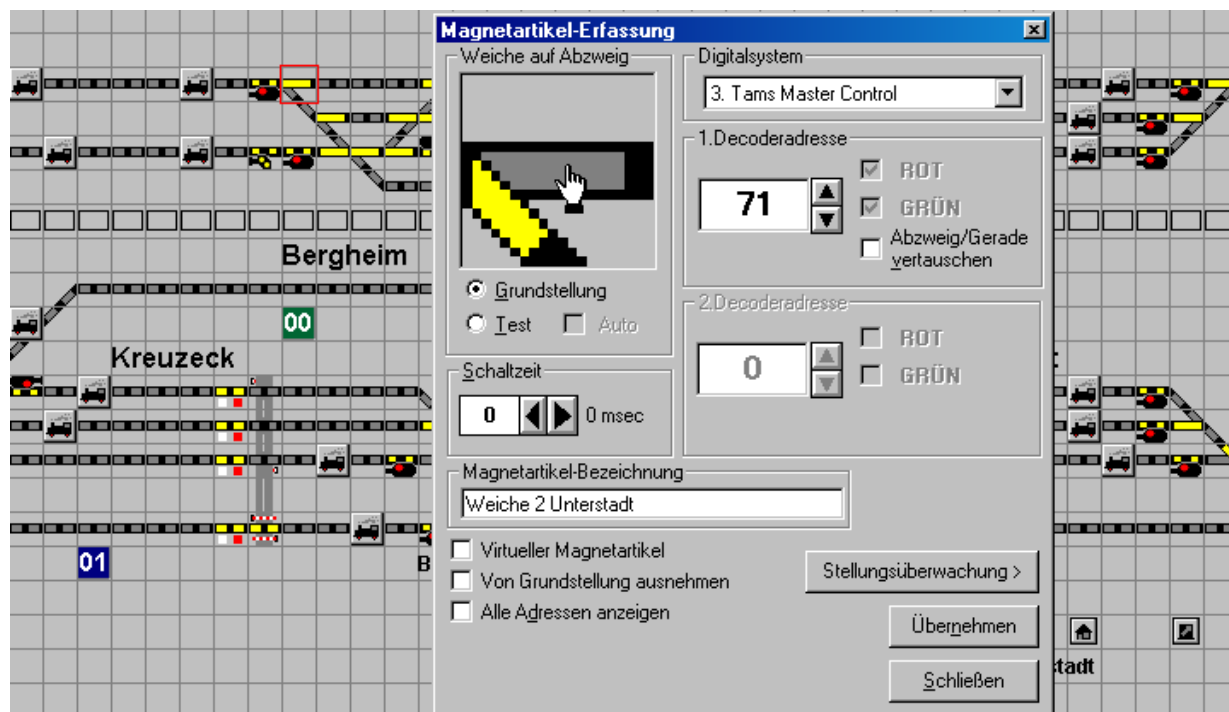 Magnetartikel-Erfassung
Weiche auf Abzweig
Grundstellung
Test
Auto
Schaltzeit
0
0 msec
Digitalsystem
3. Tams Master Control
1.Decoderadresse
71
ROT
GRÜN
Abzweig/Gerade
vertauschen
2.Decoderadresse
0
ROT
GRÜN
Magnetartikel-Bezeichnung
Weiche 2 Unterstadt
Virtueller Magnetartikel
Von Grundstellung ausnehmen
Alle Adressen anzeigen
Stellungsüberwachung >
Übernehmen
Schließen
Bergheim
00
Kreuzeck
01
B
stadt